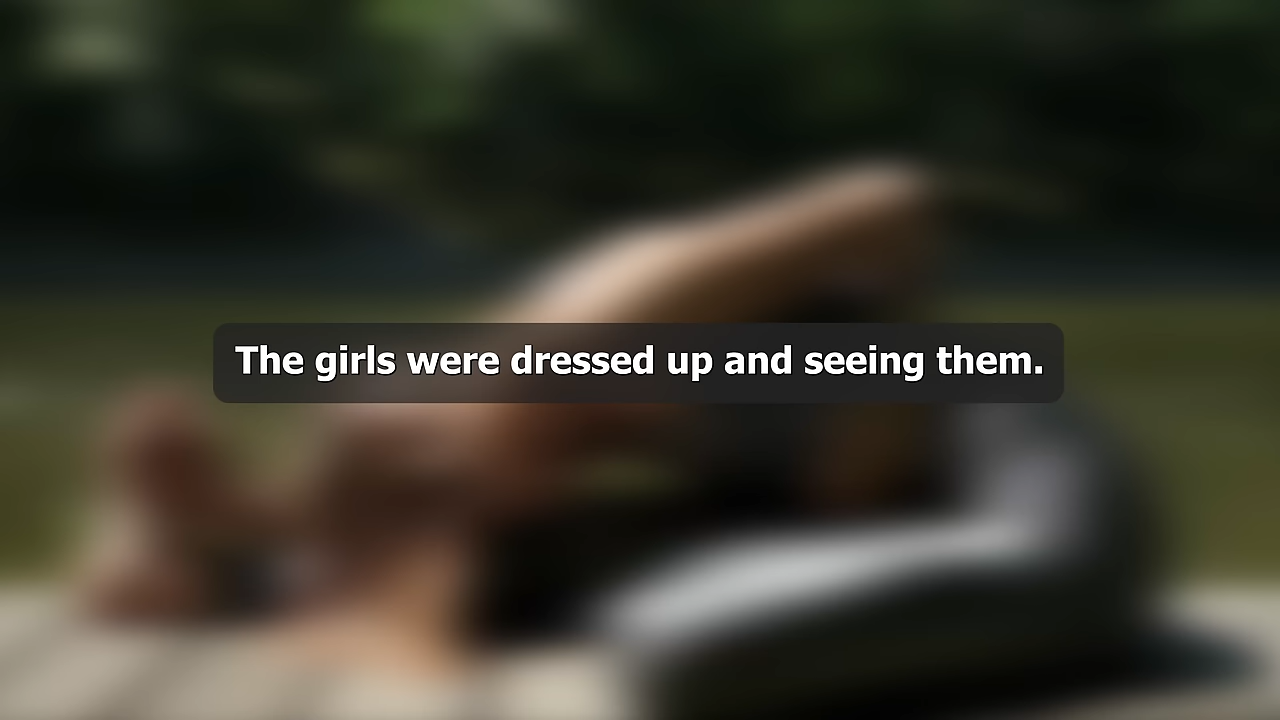 The girls were dressed up and seeing them.